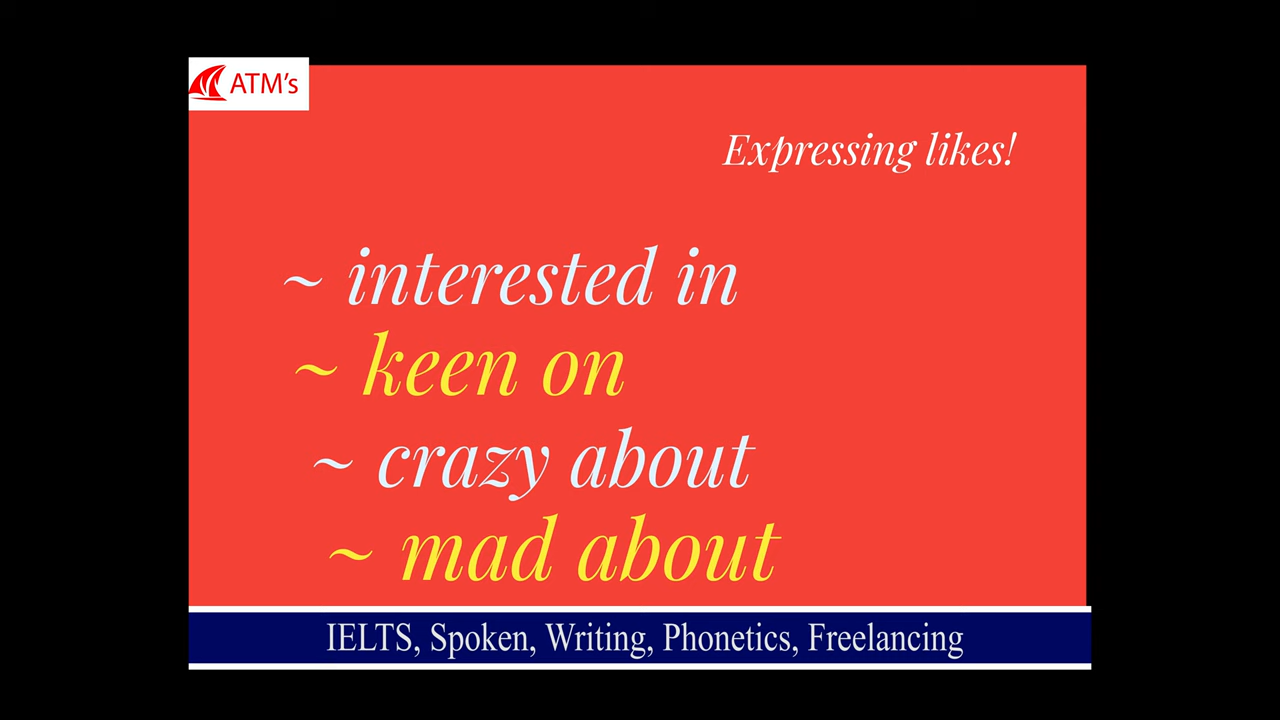 ATM's
Expressing likes!
~ interested in
~ keen on
~ crazy about
~ mad about
IELTS, Spoken, Writing, Phonetics, Freelancing